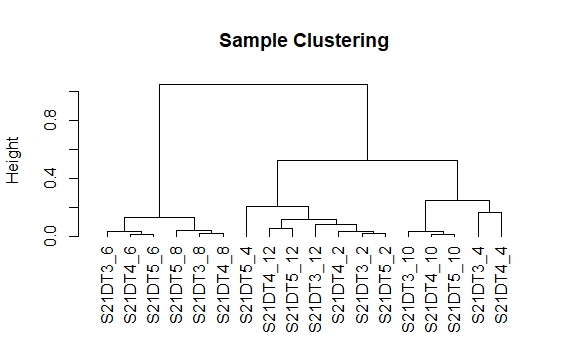 Sample Clustering
Height
0.8
0.4
0.0
S21DT3_6
S21DT4_6
S21DT5_6
S21DT5_8
S21DT3_8
S21DT4_8
S21DT5_4
S21DT4_12
S21DT5_12
S21DT3_12
S21DT4_2
S21DT3_2
S21DT5_2
S21DT3_10
S21DT4_10
S21DT5_10
S21DT3_4
S21DT4_4